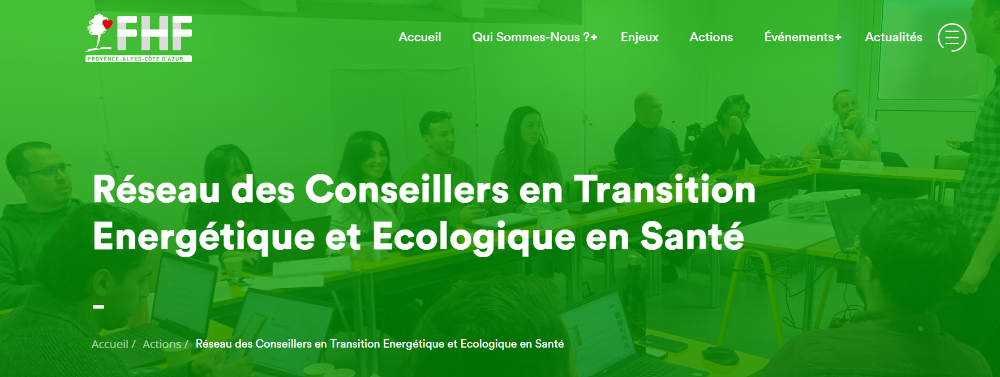 FHF
PROVENCE-ALPES-CÔTE D'AZUR
Accueil Qui Sommes-Nous ?+ Enjeux Actions Événements+ Actualités
Réseau des Conseillers en Transition
Energétique et Ecologique en Santé
–
Accueil / Actions / Réseau des Conseillers en Transition Energétique et Ecologique en Santé